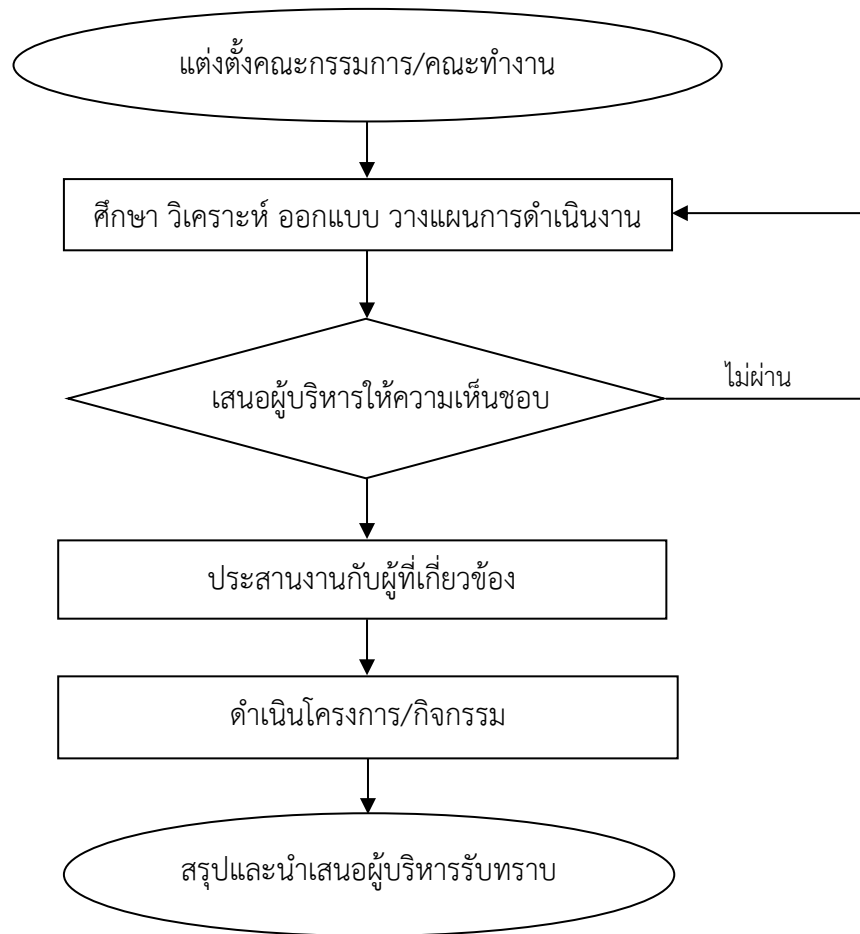 แต่งตั้งคณะกรรมการ/คณะทำงาน
ศึกษา วิเคราะห์ ออกแบบ วางแผนการดำเนินงาน
เสนอผู้บริหารให้ความเห็นชอบ
ไม่ผ่าน
ประสานงานกับผู้ที่เกี่ยวข้อง
ดำเนินโครงการ/กิจกรรม
สรุปและนำเสนอผู้บริหารรับทราบ